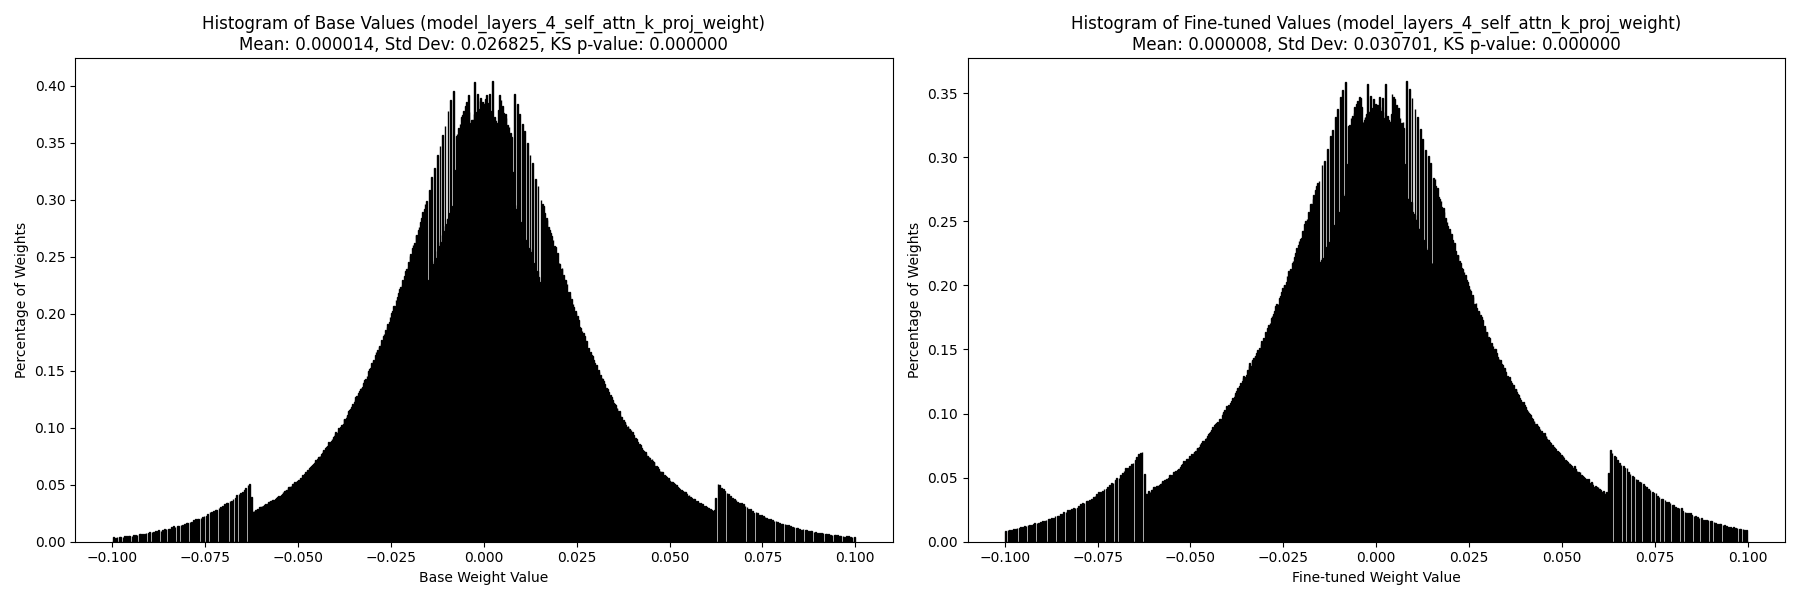 Histogram of Base Values (model_layers_4_self_attn_k_proj_weight)
Mean: 0.000014, Std Dev: 0.026825, KS p-value: 0.000000
Percentage of Weights
0.40
0.35
0.30
0.25
0.20
0.15
0.10
0.05
0.00
−0.100 −0.075 −0.050 −0.025 0.000 0.025 0.050 0.075 0.100
Base Weight Value
Histogram of Fine-tuned Values (model_layers_4_self_attn_k_proj_weight)
Mean: 0.000008, Std Dev: 0.030701, KS p-value: 0.000000
Percentage of Weights
0.35
0.30
0.25
0.20
0.15
0.10
0.05
0.00
−0.100 −0.075 −0.050 −0.025 0.000 0.025 0.050 0.075 0.100
Fine-tuned Weight Value